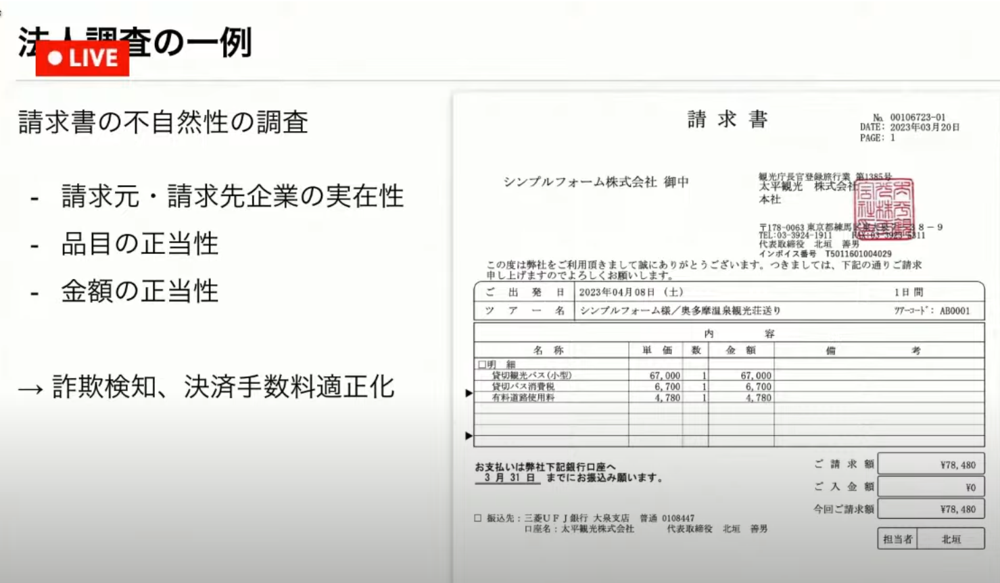 法人調査の一例
LIVE
請求書の不自然性の調査
- 請求元・請求先企業の実在性
- 品目の正当性
- 金額の正当性
→ 詐欺検知、決済手数料適正化
請求書
№ 00106723-01
DATE: 2023年03月20日
PAGE: 1
シンプルフォーム株式会社 御中
観光庁長官登録旅行業 第1385号
太平観光 株式会社
本社
〒178-0063 東京都練馬区 38-9
TEL:03-3924-1911
代表取締役 北垣 善男
インボイス番号 T5011601004029
この度は弊社をご利用頂きまして誠にありがとうございます。つきましては、下記の通りご請求
申し上げますのでよろしくお願いします。
ご出発日 2023年04月08日 (土) 1日間
ツアー名 シンプルフォーム様/奥多摩温泉観光荘送り ツアーコード: AB0001
内容
名称 単価 数 金額 備考
□明細
貸切観光バス(小型) 67,000 1 67,000
貸切バス消費税 6,700 1 6,700
有料道路使用料 4,780 1 4,780
お支払いは弊社下記銀行口座へ
3月31日 までにお振込み願います。
ご請求額 ¥78,480
ご入金額 ¥0
今回ご請求額 ¥78,480
□ 振込先:三菱UFJ銀行 大泉支店 普通 0108447
口座名:太平観光株式会社 代表取締役 北垣 善男
担当者 北垣